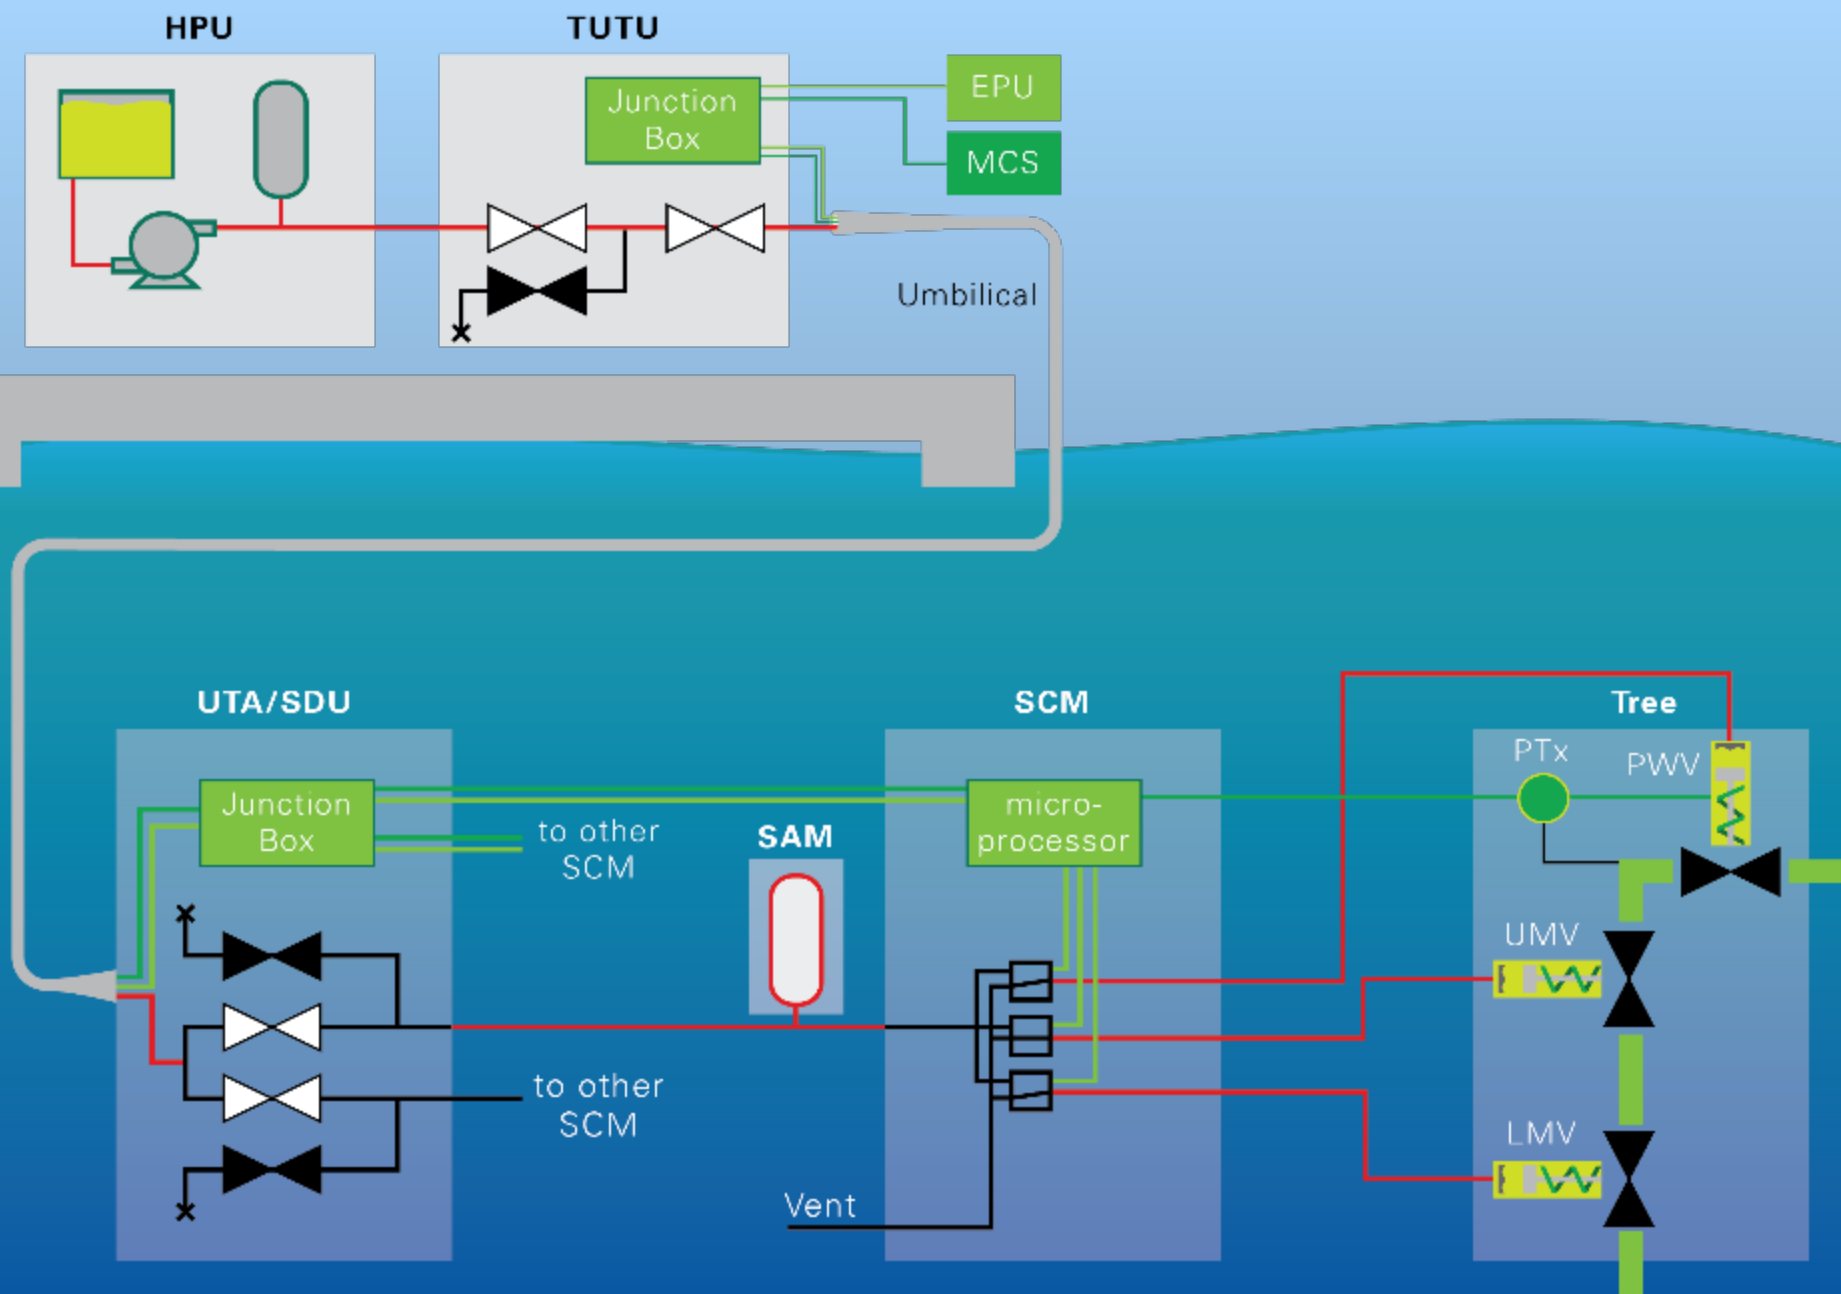 HPU
TUTU
Junction
Box
EPU
MCS
Umbilical
UTA/SDU
SCM
Tree
Junction
Box
to other
SCM
SAM
micro-
processor
PTx
PWV
UMV
to other
SCM
LMV
Vent